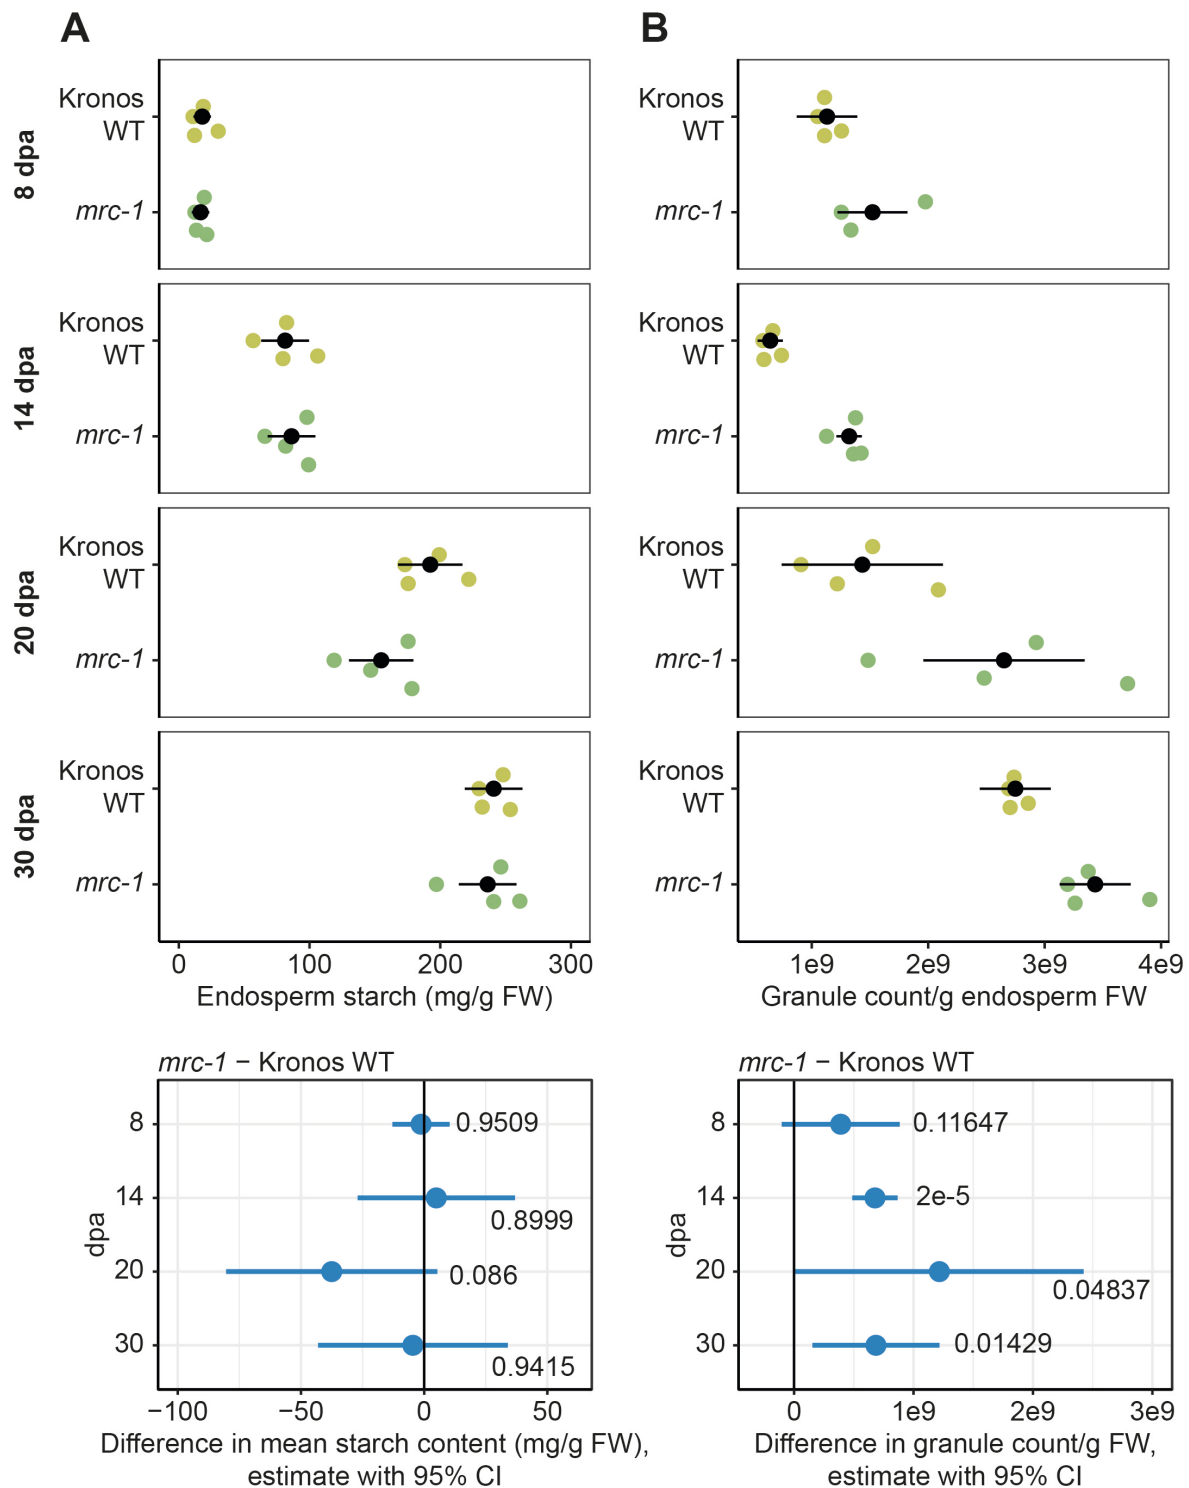 A
B
8 dpa
Kronos
WT
mrc-1
Kronos
WT
mrc-1
14 dpa
Kronos
WT
mrc-1
Kronos
WT
mrc-1
20 dpa
Kronos
WT
mrc-1
Kronos
WT
mrc-1
30 dpa
Kronos
WT
mrc-1
Kronos
WT
mrc-1
0 100 200 300
Endosperm starch (mg/g FW)
1e9 2e9 3e9 4e9
Granule count/g endosperm FW
mrc-1 − Kronos WT
dpa
8
0.9509
14
0.8999
20
0.086
30
0.9415
−100 −50 0 50
Difference in mean starch content (mg/g FW),
estimate with 95% CI
mrc-1 − Kronos WT
dpa
8
0.11647
14
2e-5
20
0.04837
30
0.01429
0 1e9 2e9 3e9
Difference in granule count/g FW,
estimate with 95% CI